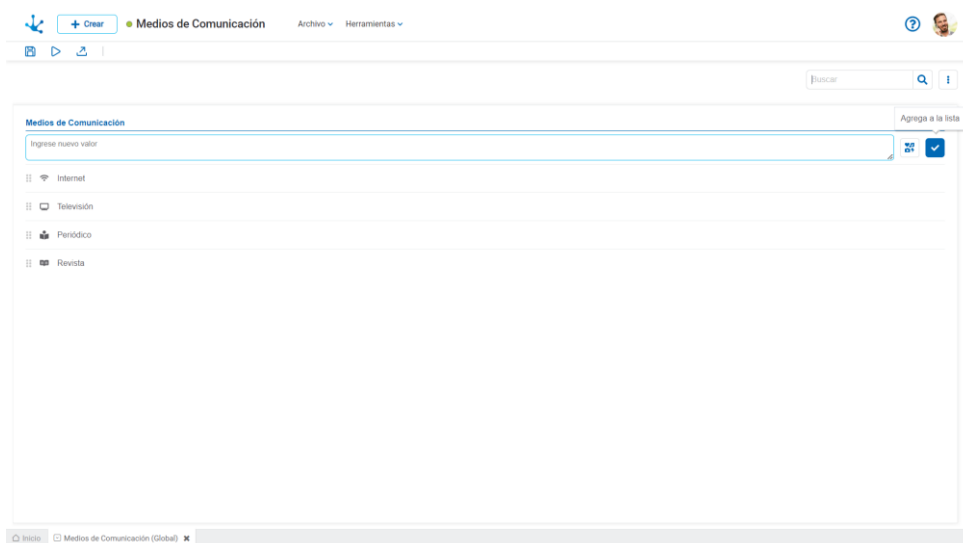 Crear
Medios de Comunicación
Archivo
Herramientas
Buscar
Agrega a la lista
Medios de Comunicación
Ingrese nuevo valor
Internet
Televisión
Periódico
Revista
Inicio
Medios de Comunicación (Global)